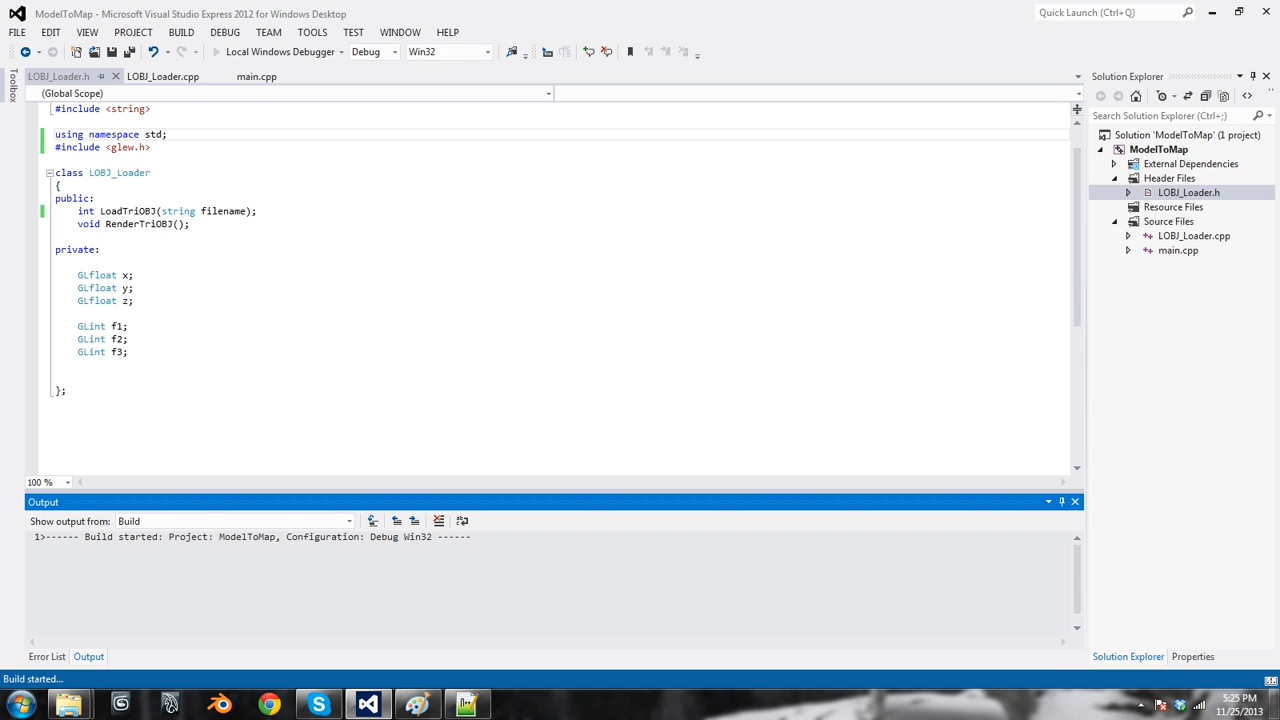 ModelToMap - Microsoft Visual Studio Express 2012 for Windows Desktop
Quick Launch (Ctrl+Q)
FILE EDIT VIEW PROJECT BUILD DEBUG TEAM TOOLS TEST WINDOW HELP
Local Windows Debugger Debug Win32
Toolbox
LOBJ_Loader.h LOBJ_Loader.cpp main.cpp
(Global Scope)
#include <string>
using namespace std;
#include <glew.h>
class LOBJ_Loader
{
public:
int LoadTriOBJ(string filename);
void RenderTriOBJ();
private:
GLfloat x;
GLfloat y;
GLfloat z;
GLint f1;
GLint f2;
GLint f3;
};
100 %
Solution Explorer
Search Solution Explorer (Ctrl+;)
Solution 'ModelToMap' (1 project)
ModelToMap
External Dependencies
Header Files
LOBJ_Loader.h
Resource Files
Source Files
LOBJ_Loader.cpp
main.cpp
Output
Show output from: Build
1>------ Build started: Project: ModelToMap, Configuration: Debug Win32 ------
Error List Output
Solution Explorer Properties
Build started...
5:25 PM
11/25/2013